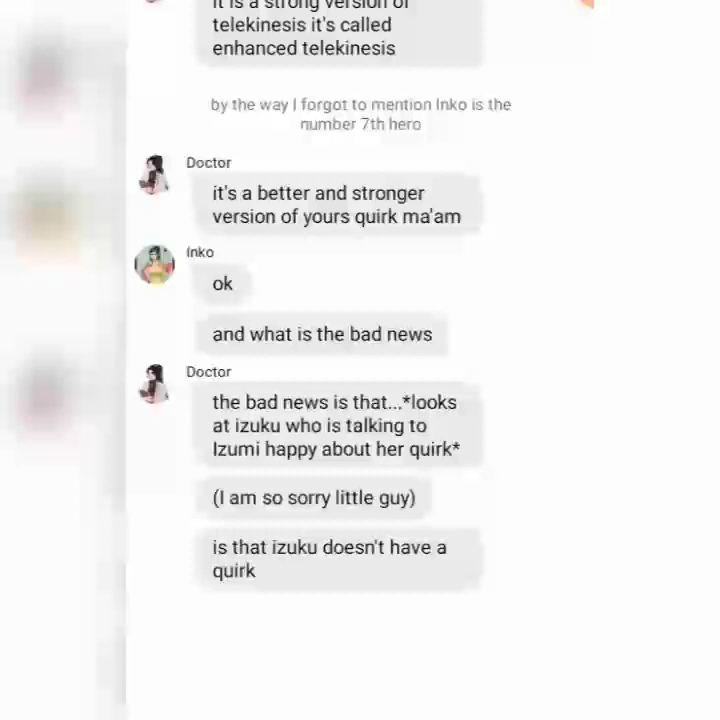 it is a strong version of
telekinesis it's called
enhanced telekinesis
by the way I forgot to mention Inko is the
number 7th hero
Doctor
it's a better and stronger
version of yours quirk ma'am
Inko
ok
and what is the bad news
Doctor
the bad news is that...*looks
at izuku who is talking to
Izumi happy about her quirk*
(I am so sorry little guy)
is that izuku doesn't have a
quirk